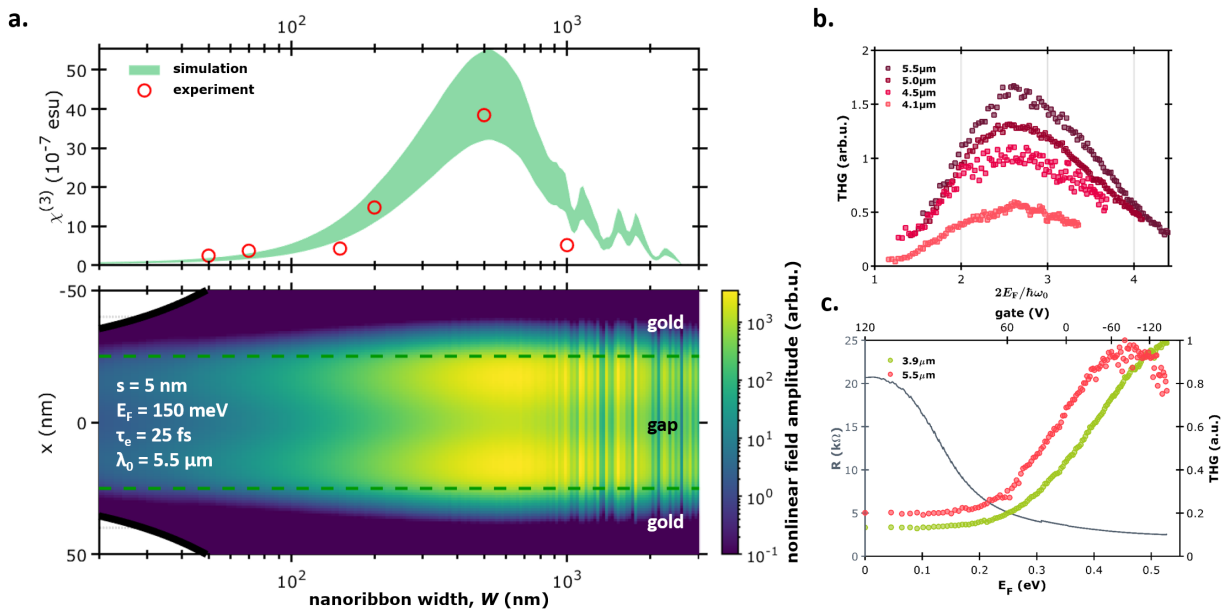 a.
10²
10³
50
40
30
20
10
0
χ⁽³⁾ (10⁻⁷ esu)
simulation
experiment
-50
0
50
x (nm)
gold
gap
gold
s = 5 nm
E_F = 150 meV
τ_e = 25 fs
λ₀ = 5.5 μm
10²
10³
nanoribbon width, W (nm)
10³
10²
10¹
10⁰
10⁻¹
nonlinear field amplitude (arb.u.)
b.
2
1.5
1
0.5
0
THG (arb.u.)
5.5μm
5.0μm
4.5μm
4.1μm
1 2 3 4
2E_F/ℏω₀
c.
gate (V)
120 60 0 -60 -120
25
20
15
10
5
0
R (kΩ)
3.9μm
5.5μm
1
0.8
0.6
0.4
0.2
0
THG (a.u.)
0 0.1 0.2 0.3 0.4 0.5
E_F (eV)